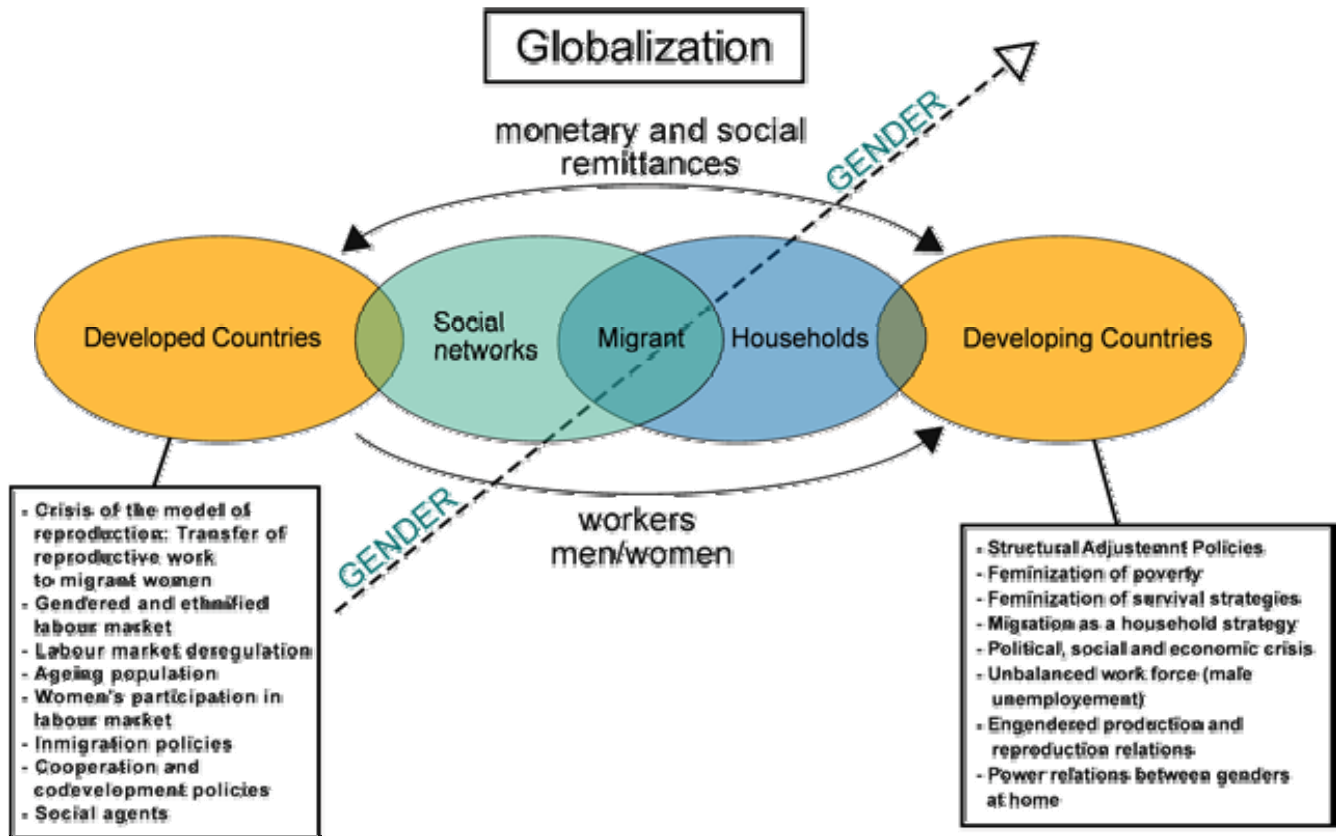 Globalization
monetary and social
remittances
GENDER
Developed Countries
Social
networks
Migrant
Households
Developing Countries
GENDER
workers
men/women
- Crisis of the model of
reproduction: Transfer of
reproductive work
to migrant women
- Gendered and ethnified
labour market
- Labour market deregulation
- Ageing population
- Women's participation in
labour market
- Inmigration policies
- Cooperation and
codevelopment policies
- Social agents
- Structural Adjustemnt Policies
- Feminization of poverty
- Feminization of survival strategies
- Migration as a household strategy
- Political, social and economic crisis
- Unbalanced work force (male
unemployement)
- Engendered production and
reproduction relations
- Power relations between genders
at home